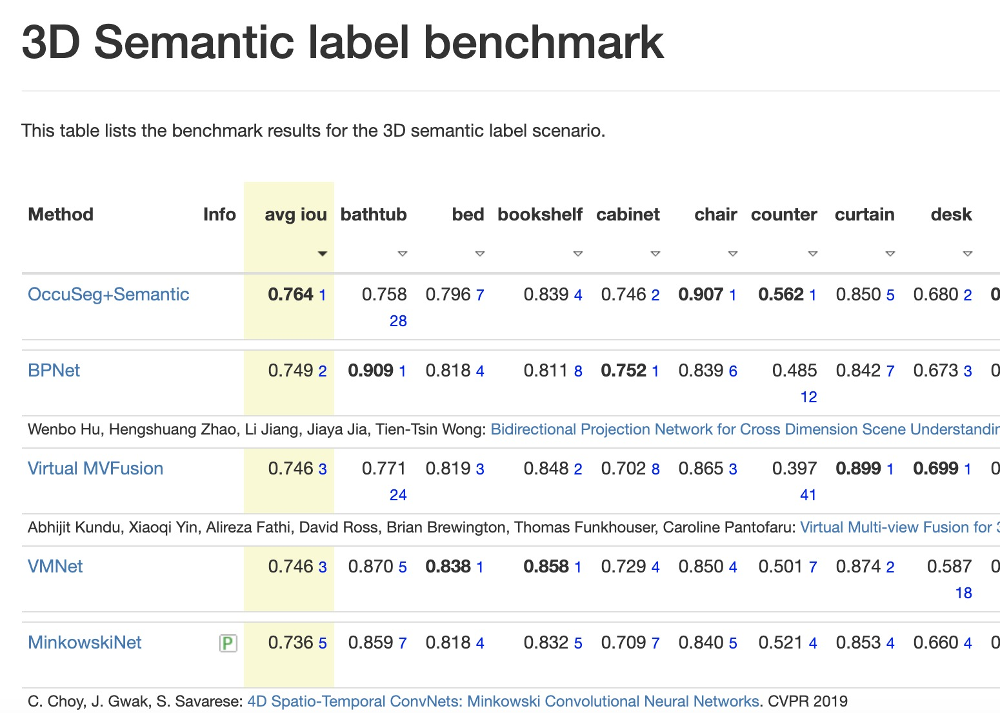 3D Semantic label benchmark
This table lists the benchmark results for the 3D semantic label scenario.
Method Info avg iou bathtub bed bookshelf cabinet chair counter curtain desk
OccuSeg+Semantic 0.764 1 0.758 28 0.796 7 0.839 4 0.746 2 0.907 1 0.562 1 0.850 5 0.680 2 0
BPNet 0.749 2 0.909 1 0.818 4 0.811 8 0.752 1 0.839 6 0.485 12 0.842 7 0.673 3 0
Wenbo Hu, Hengshuang Zhao, Li Jiang, Jiaya Jia, Tien-Tsin Wong: Bidirectional Projection Network for Cross Dimension Scene Understandin
Virtual MVFusion 0.746 3 0.771 24 0.819 3 0.848 2 0.702 8 0.865 3 0.397 41 0.899 1 0.699 1 0
Abhijit Kundu, Xiaoqi Yin, Alireza Fathi, David Ross, Brian Brewington, Thomas Funkhouser, Caroline Pantofaru: Virtual Multi-view Fusion for 3
VMNet 0.746 3 0.870 5 0.838 1 0.858 1 0.729 4 0.850 4 0.501 7 0.874 2 0.587 18 0
MinkowskiNet P 0.736 5 0.859 7 0.818 4 0.832 5 0.709 7 0.840 5 0.521 4 0.853 4 0.660 4 0
C. Choy, J. Gwak, S. Savarese: 4D Spatio-Temporal ConvNets: Minkowski Convolutional Neural Networks. CVPR 2019